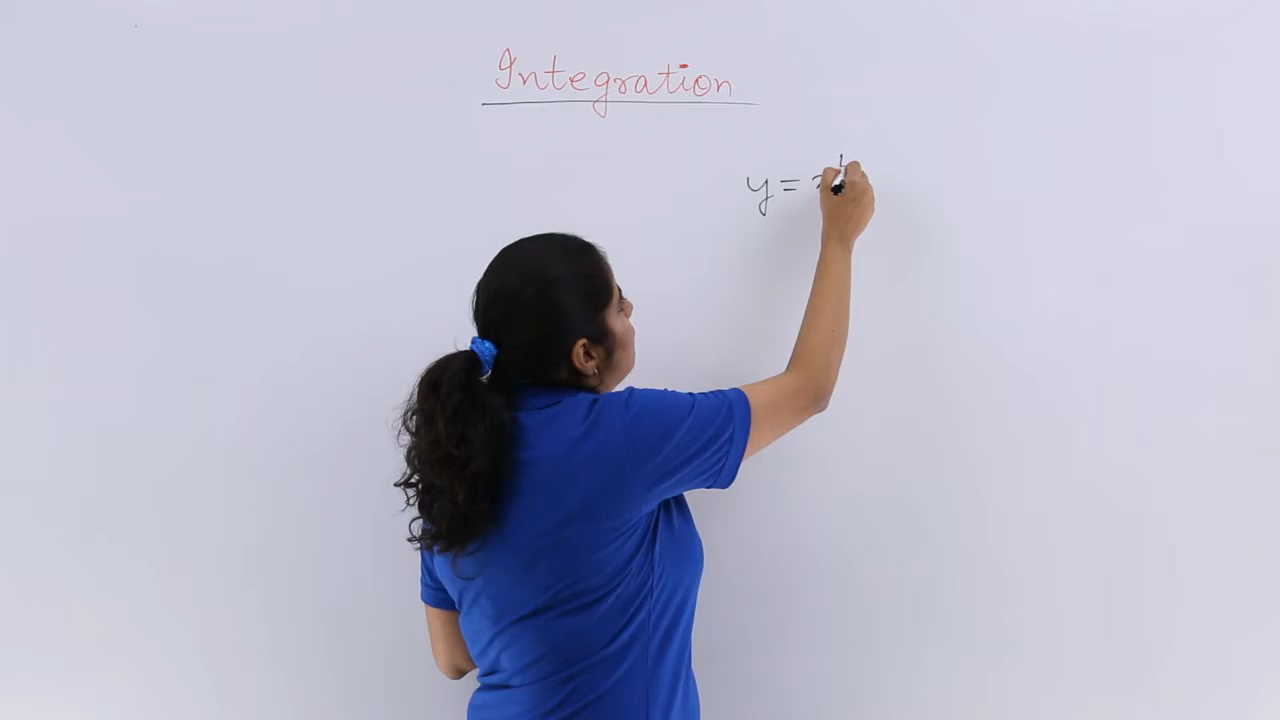 Integration
y =